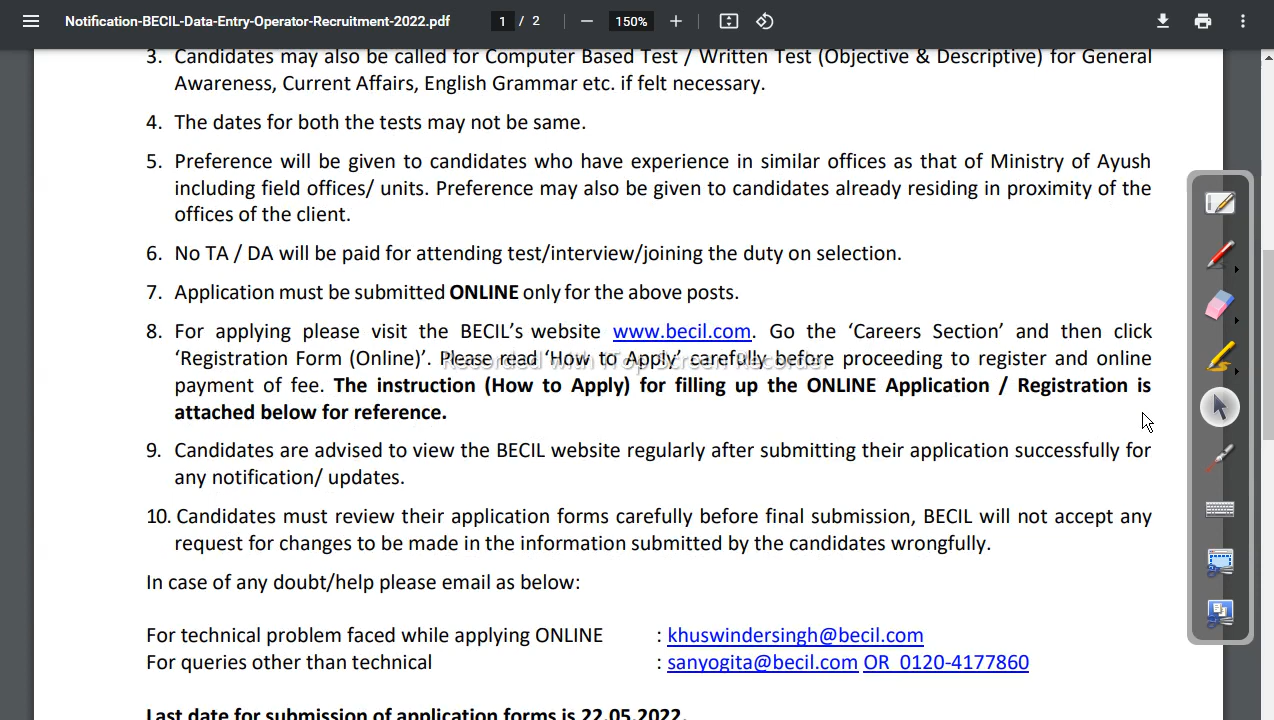 Notification-BECIL-Data-Entry-Operator-Recruitment-2022.pdf 1 / 2 150%
3. Candidates may also be called for Computer Based Test / Written Test (Objective & Descriptive) for General
Awareness, Current Affairs, English Grammar etc. if felt necessary.
4. The dates for both the tests may not be same.
5. Preference will be given to candidates who have experience in similar offices as that of Ministry of Ayush
including field offices/ units. Preference may also be given to candidates already residing in proximity of the
offices of the client.
6. No TA / DA will be paid for attending test/interview/joining the duty on selection.
7. Application must be submitted ONLINE only for the above posts.
8. For applying please visit the BECIL’s website www.becil.com. Go the ‘Careers Section’ and then click
‘Registration Form (Online)’. Please read ‘How to Apply’ carefully before proceeding to register and online
Recorded with iTop Screen Recorder
payment of fee. The instruction (How to Apply) for filling up the ONLINE Application / Registration is
attached below for reference.
9. Candidates are advised to view the BECIL website regularly after submitting their application successfully for
any notification/ updates.
10. Candidates must review their application forms carefully before final submission, BECIL will not accept any
request for changes to be made in the information submitted by the candidates wrongfully.
In case of any doubt/help please email as below:
For technical problem faced while applying ONLINE : khuswindersingh@becil.com
For queries other than technical : sanyogita@becil.com OR 0120-4177860
Last date for submission of application forms is 22.05.2022.